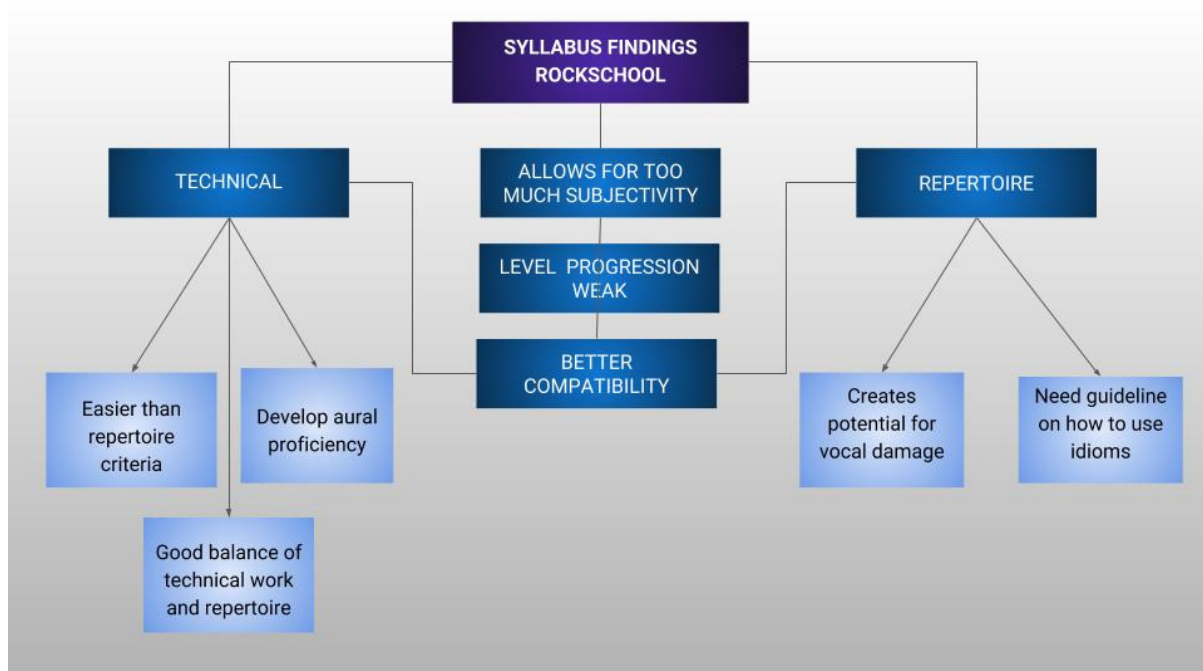 SYLLABUS FINDINGS
ROCKSCHOOL
TECHNICAL
ALLOWS FOR TOO
MUCH SUBJECTIVITY
REPERTOIRE
LEVEL PROGRESSION
WEAK
BETTER
COMPATIBILITY
Easier than
repertoire
criteria
Develop aural
proficiency
Creates
potential for
vocal damage
Need guideline
on how to use
idioms
Good balance of
technical work
and repertoire